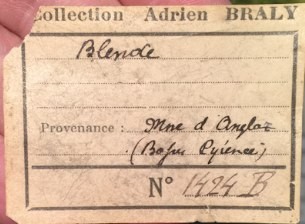 Collection Adrien BRALY
Blende
Provenance : Mne d'Anglas
(Basses Pyrénées)
N° 1424 B